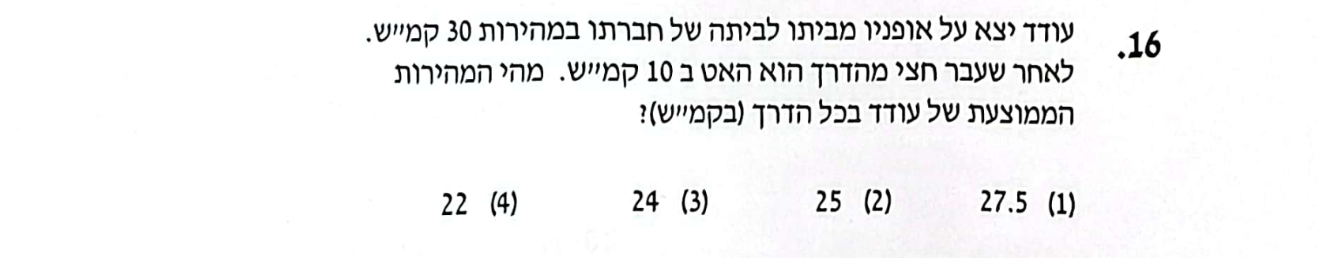 16. עודד יצא על אופניו מביתו לביתה של חברתו במהירות 30 קמ״ש.
לאחר שעבר חצי מהדרך הוא האט ב 10 קמ״ש. מהי המהירות
הממוצעת של עודד בכל הדרך (בקמ״ש)?
(1) 27.5 (2) 25 (3) 24 (4) 22